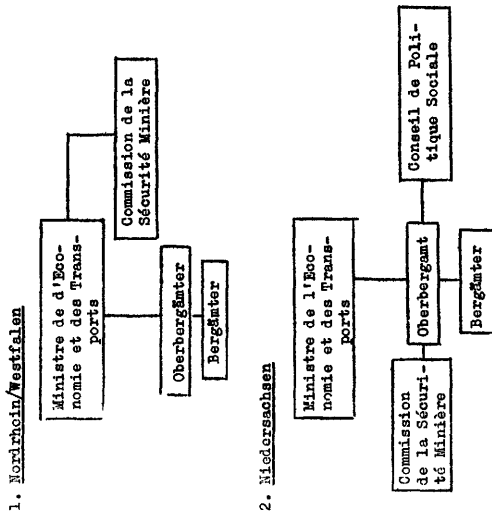 1. Nordrhein/Westfalen
Ministre de d'Eco-
nomie et des Trans-
ports
Commission de la
Sécurité Minière
Oberbergämter
Bergämter
2. Niedersachsen
Ministre de l'Eco-
nomie et des Trans-
ports
Commission
de la Sécuri-
té Minière
Oberbergamt
Conseil de Poli-
tique Sociale
Bergämter